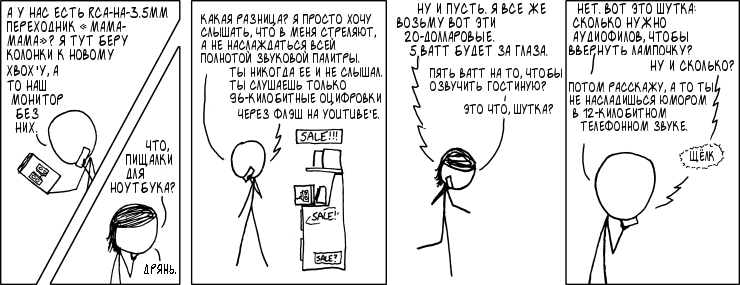 А У НАС ЕСТЬ RCA-НА-3.5ММ
ПЕРЕХОДНИК «МАМА-
МАМА»? Я ТУТ БЕРУ
КОЛОНКИ К НОВОМУ
XBOX'У, А
ТО НАШ
МОНИТОР
БЕЗ
НИХ.
ЧТО,
ПИЩАЛКИ
ДЛЯ
НОУТБУКА?
ДРЯНЬ.
КАКАЯ РАЗНИЦА? Я ПРОСТО ХОЧУ
СЛЫШАТЬ, ЧТО В МЕНЯ СТРЕЛЯЮТ,
А НЕ НАСЛАЖДАТЬСЯ ВСЕЙ
ПОЛНОТОЙ ЗВУКОВОЙ ПАЛИТРЫ.
ТЫ НИКОГДА ЕЕ И НЕ СЛЫШАЛ.
ТЫ СЛУШАЕШЬ ТОЛЬКО
96-КИЛОБИТНЫЕ ОЦИФРОВКИ
ЧЕРЕЗ ФЛЭШ НА YOUTUBE'Е.
SALE!!!
SALE!
SALE?
НУ И ПУСТЬ. Я ВСЕ ЖЕ
ВОЗЬМУ ВОТ ЭТИ
20-ДОЛЛАРОВЫЕ.
5 ВАТТ БУДЕТ ЗА ГЛАЗА.
ПЯТЬ ВАТТ НА ТО, ЧТОБЫ
ОЗВУЧИТЬ ГОСТИНУЮ?
ЭТО ЧТО, ШУТКА?
НЕТ. ВОТ ЭТО ШУТКА:
СКОЛЬКО НУЖНО
АУДИОФИЛОВ, ЧТОБЫ
ВВЕРНУТЬ ЛАМПОЧКУ?
НУ И СКОЛЬКО?
ПОТОМ РАССКАЖУ, А ТО ТЫ
НЕ НАСЛАДИШЬСЯ ЮМОРОМ
В 12-КИЛОБИТНОМ
ТЕЛЕФОННОМ ЗВУКЕ.
ЩЁЛК